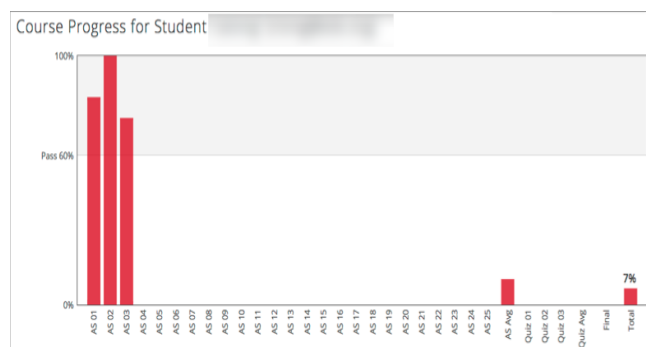 Course Progress for Student
100%
Pass 60%
0%
7%
AS 01
AS 02
AS 03
AS 04
AS 05
AS 06
AS 07
AS 08
AS 09
AS 10
AS 11
AS 12
AS 13
AS 14
AS 15
AS 16
AS 17
AS 18
AS 19
AS 20
AS 21
AS 22
AS 23
AS 24
AS 25
AS Avg
Quiz 01
Quiz 02
Quiz 03
Quiz Avg
Final
Total